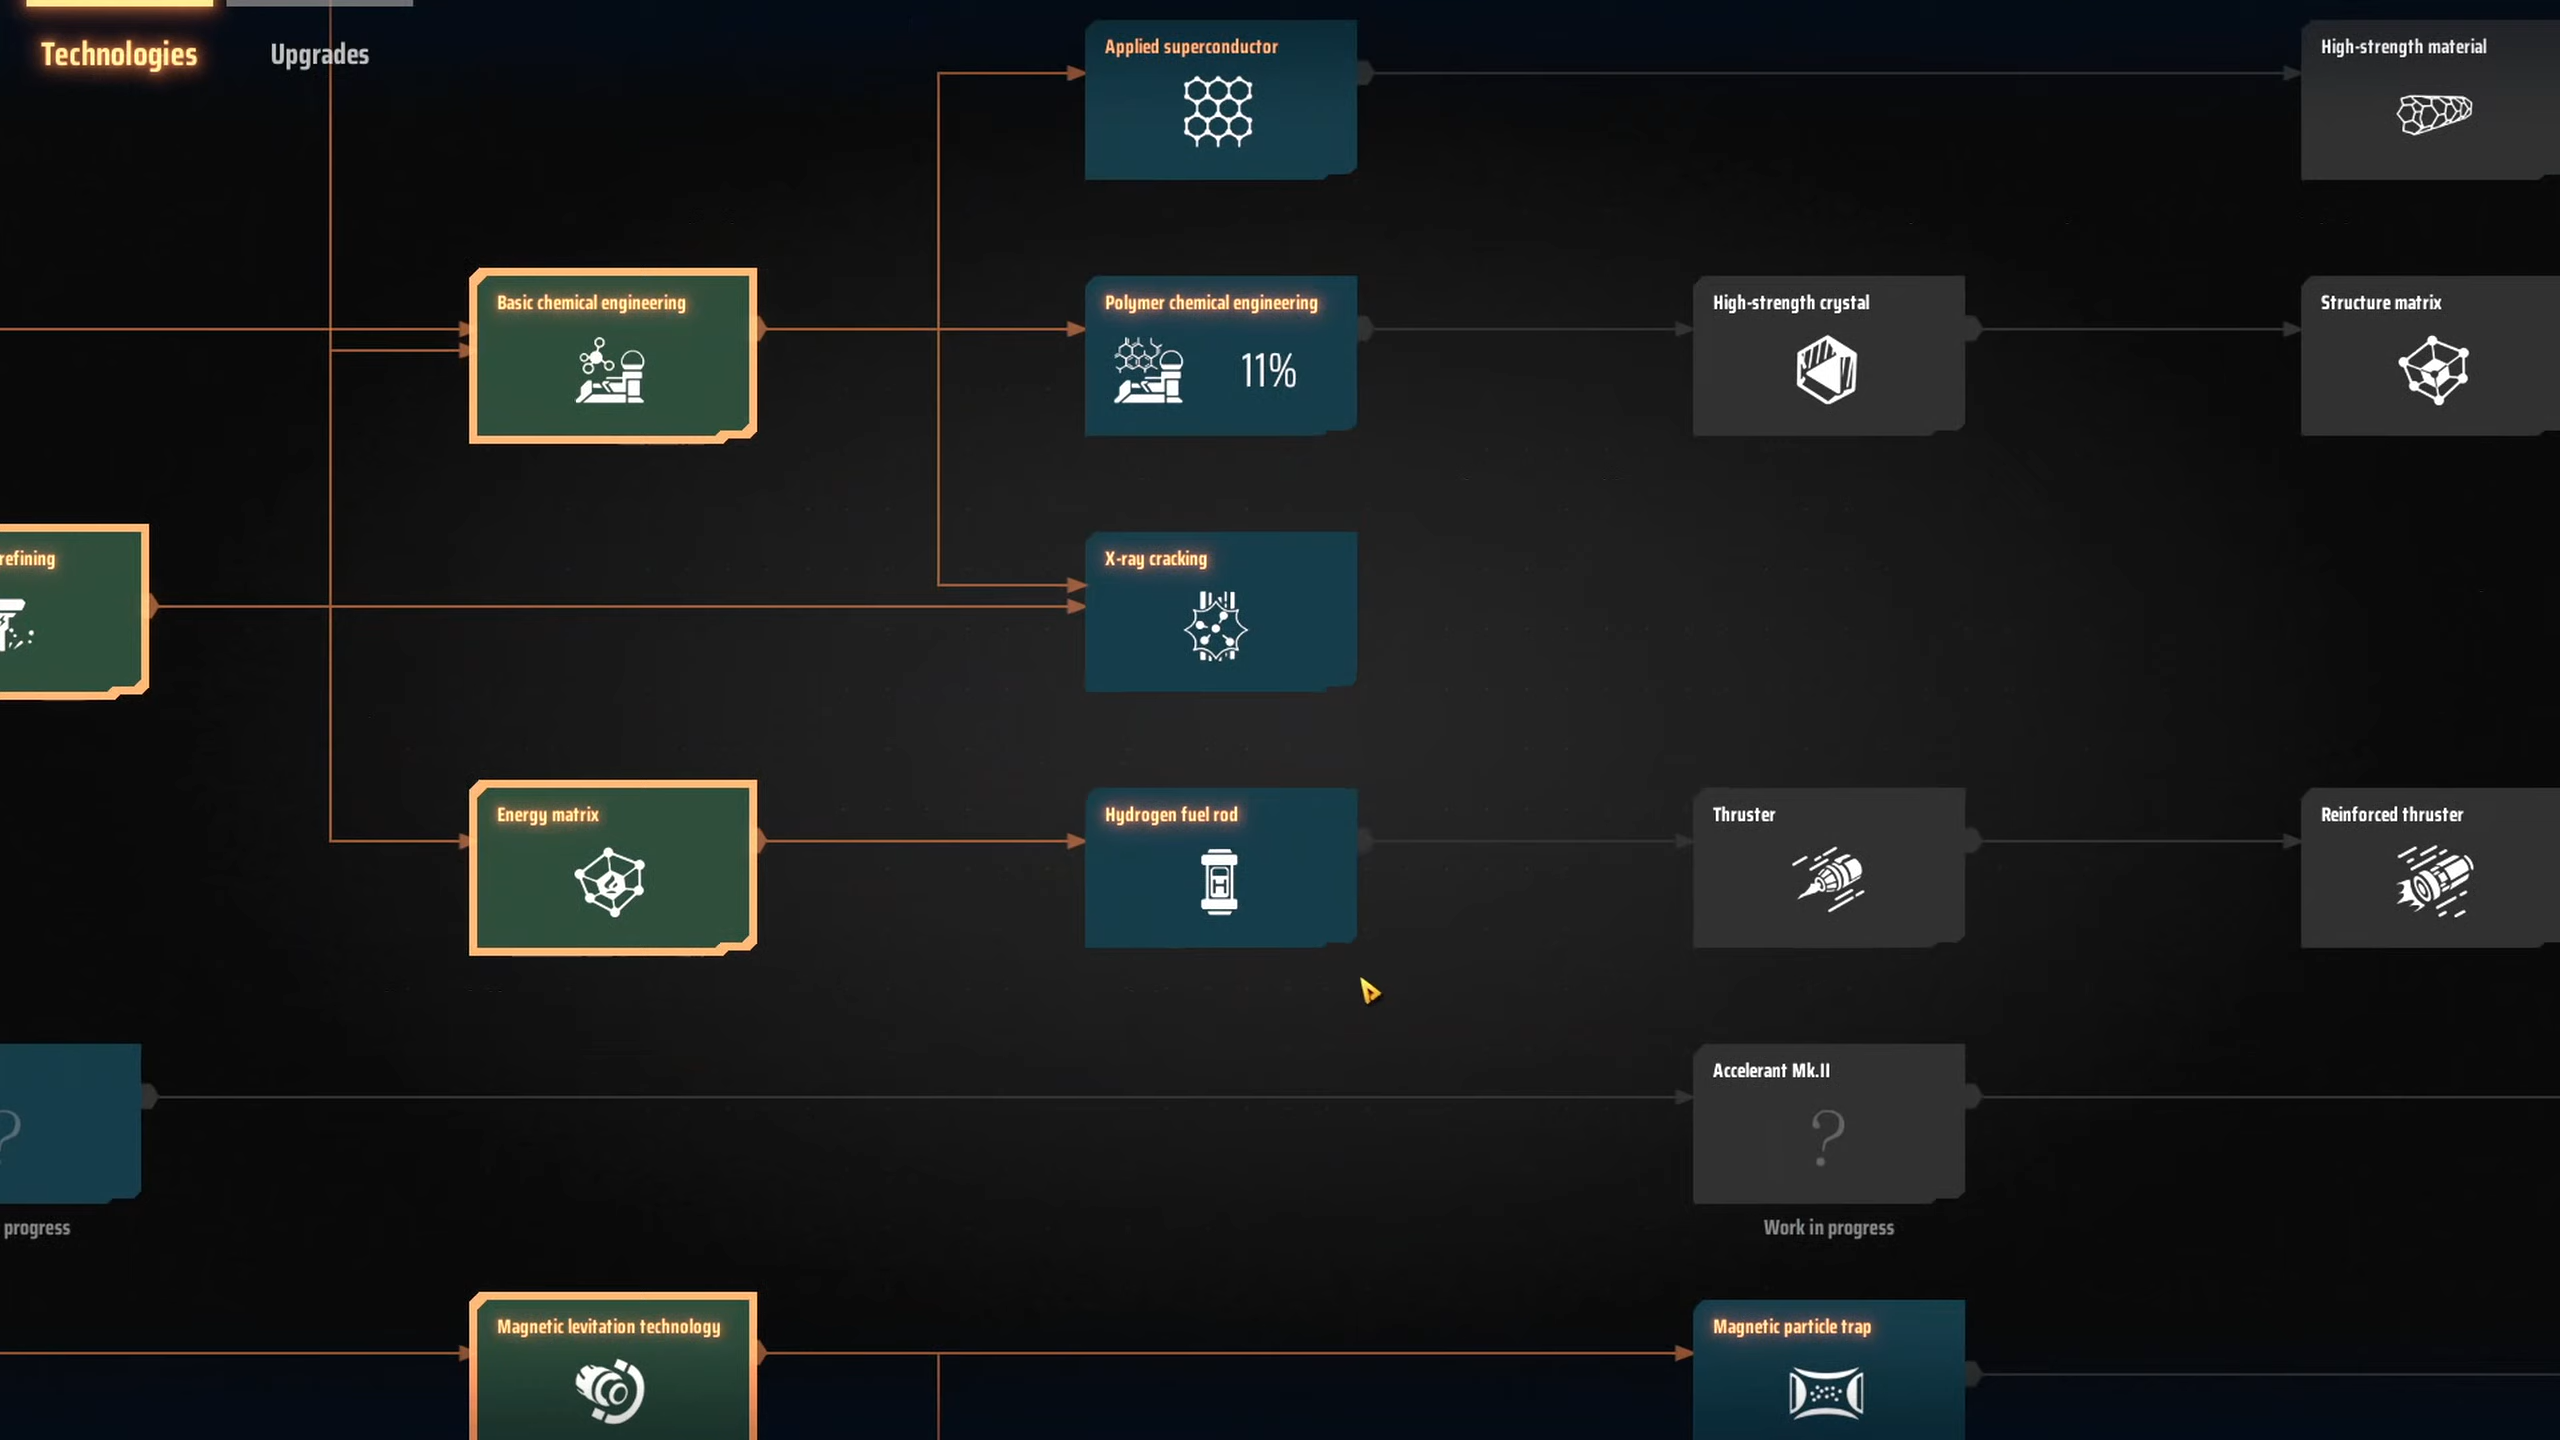 Technologies
Upgrades
Applied superconductor
High-strength material
Basic chemical engineering
Polymer chemical engineering
11%
High-strength crystal
Structure matrix
refining
X-ray cracking
Energy matrix
Hydrogen fuel rod
H
Thruster
Reinforced thruster
?
Accelerant Mk.II
?
progress
Work in progress
Magnetic levitation technology
Magnetic particle trap